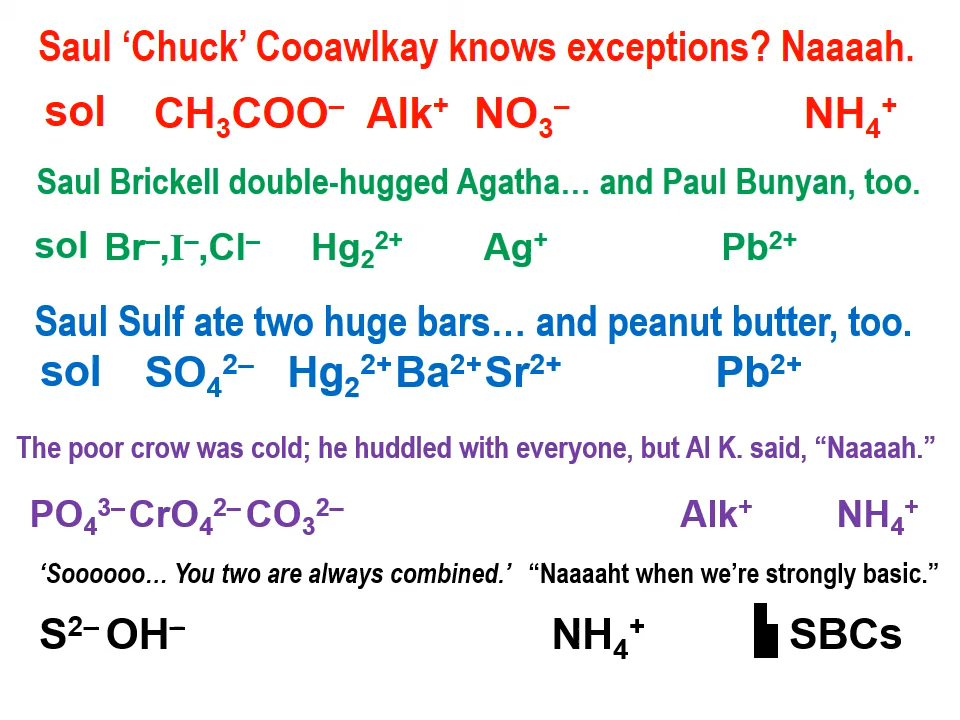 Saul ‘Chuck’ Cooawlkay knows exceptions? Naaaah.
sol CH₃COO⁻ Alk⁺ NO₃⁻ NH₄⁺
Saul Brickell double-hugged Agatha… and Paul Bunyan, too.
sol Br⁻,I⁻,Cl⁻ Hg₂²⁺ Ag⁺ Pb²⁺
Saul Sulf ate two huge bars… and peanut butter, too.
sol SO₄²⁻ Hg₂²⁺ Ba²⁺ Sr²⁺ Pb²⁺
The poor crow was cold; he huddled with everyone, but Al K. said, “Naaaah.”
PO₄³⁻ CrO₄²⁻ CO₃²⁻ Alk⁺ NH₄⁺
‘Soooooo… You two are always combined.’ “Naaaaht when we’re strongly basic.”
S²⁻ OH⁻ NH₄⁺ SBCs